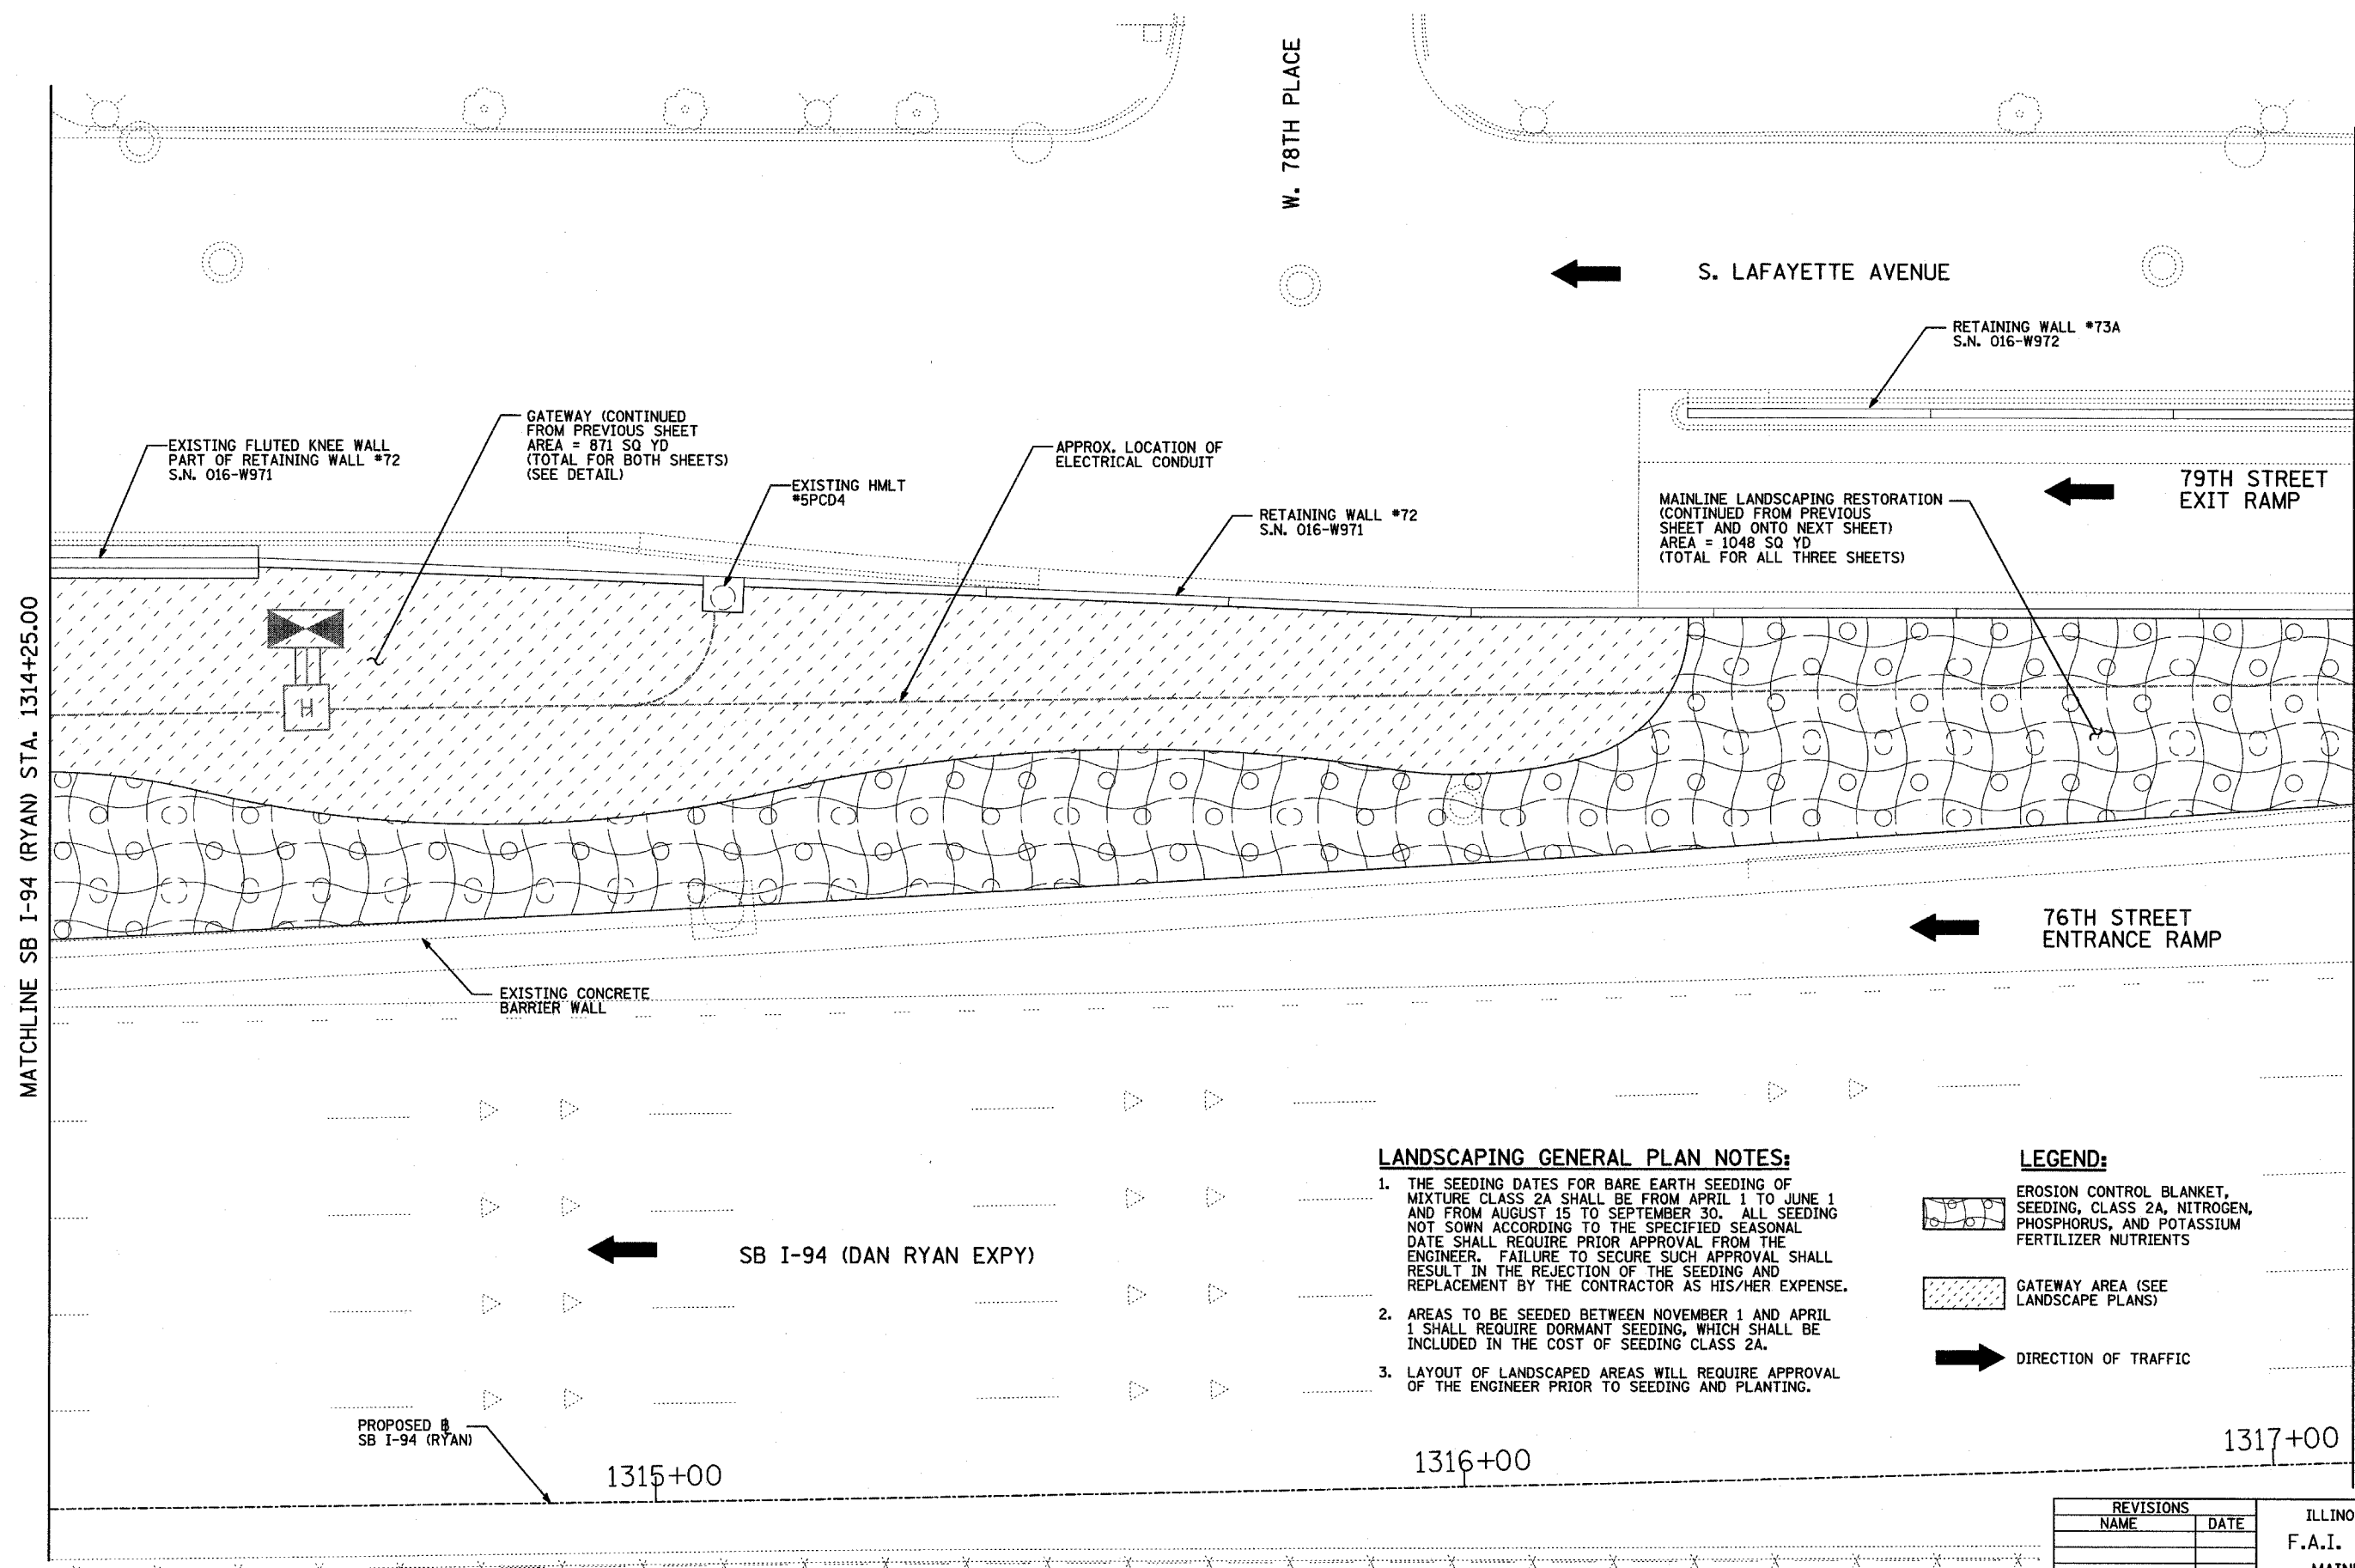 W. 78TH PLACE
S. LAFAYETTE AVENUE
RETAINING WALL #73A
S.N. 016-W972
GATEWAY (CONTINUED
FROM PREVIOUS SHEET
AREA = 871 SQ YD
(TOTAL FOR BOTH SHEETS)
(SEE DETAIL)
EXISTING FLUTED KNEE WALL
PART OF RETAINING WALL #72
S.N. 016-W971
APPROX. LOCATION OF
ELECTRICAL CONDUIT
EXISTING HMLT
#5PCD4
RETAINING WALL #72
S.N. 016-W971
79TH STREET
EXIT RAMP
MAINLINE LANDSCAPING RESTORATION
(CONTINUED FROM PREVIOUS
SHEET AND ONTO NEXT SHEET)
AREA = 1048 SQ YD
(TOTAL FOR ALL THREE SHEETS)
MATCHLINE SB I-94 (RYAN) STA. 1314+25.00
H
76TH STREET
ENTRANCE RAMP
EXISTING CONCRETE
BARRIER WALL
SB I-94 (DAN RYAN EXPY)
LANDSCAPING GENERAL PLAN NOTES:
1. THE SEEDING DATES FOR BARE EARTH SEEDING OF
MIXTURE CLASS 2A SHALL BE FROM APRIL 1 TO JUNE 1
AND FROM AUGUST 15 TO SEPTEMBER 30. ALL SEEDING
NOT SOWN ACCORDING TO THE SPECIFIED SEASONAL
DATE SHALL REQUIRE PRIOR APPROVAL FROM THE
ENGINEER. FAILURE TO SECURE SUCH APPROVAL SHALL
RESULT IN THE REJECTION OF THE SEEDING AND
REPLACEMENT BY THE CONTRACTOR AS HIS/HER EXPENSE.
2. AREAS TO BE SEEDED BETWEEN NOVEMBER 1 AND APRIL
1 SHALL REQUIRE DORMANT SEEDING, WHICH SHALL BE
INCLUDED IN THE COST OF SEEDING CLASS 2A.
3. LAYOUT OF LANDSCAPED AREAS WILL REQUIRE APPROVAL
OF THE ENGINEER PRIOR TO SEEDING AND PLANTING.
LEGEND:
EROSION CONTROL BLANKET,
SEEDING, CLASS 2A, NITROGEN,
PHOSPHORUS, AND POTASSIUM
FERTILIZER NUTRIENTS
GATEWAY AREA (SEE
LANDSCAPE PLANS)
DIRECTION OF TRAFFIC
PROPOSED
SB I-94 (RYAN)
1315+00
1316+00
1317+00
REVISIONS
NAME DATE
ILLINO
F.A.I.